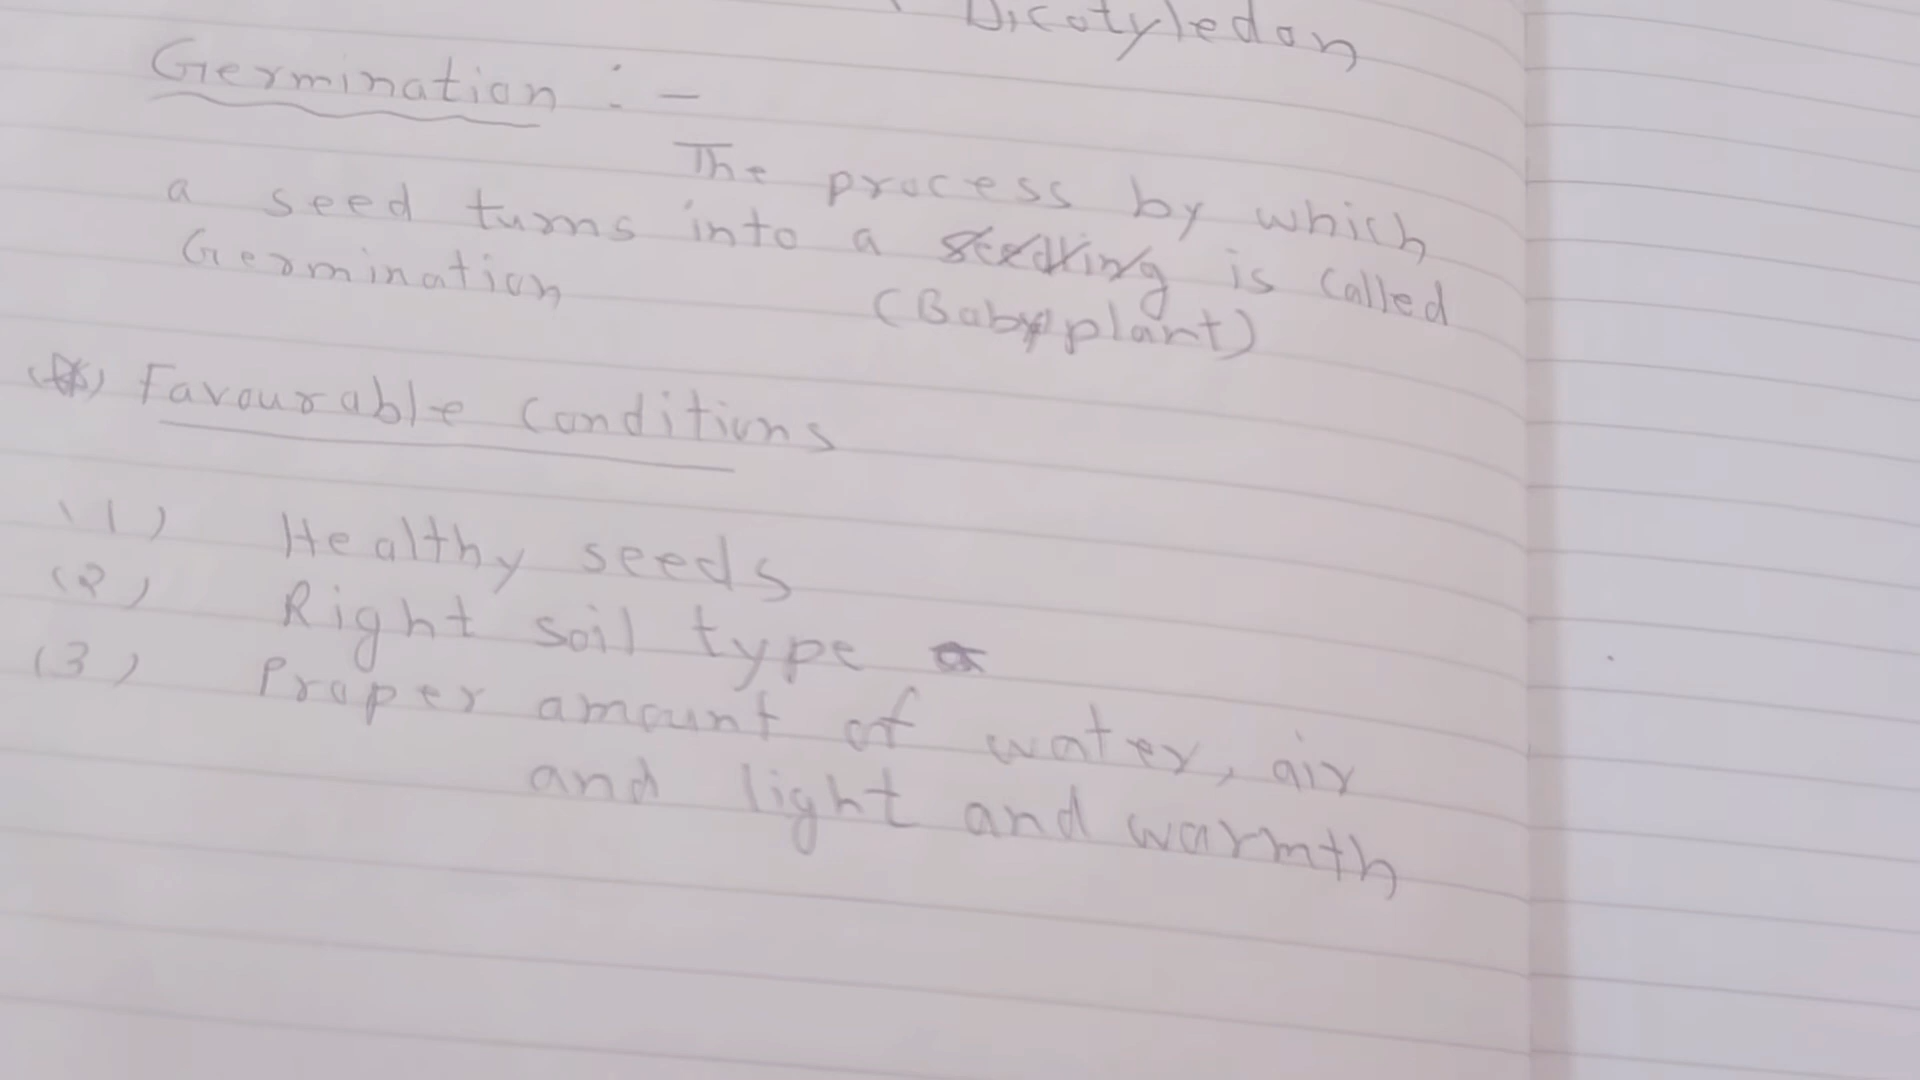 Dicotyledon
Germination : -
The process by which
a seed turns into a seedling is called
Germination (Baby plant)
Favourable conditions
(1) Healthy seeds
(2) Right soil type
(3) Proper amount of water, air
and light and warmth